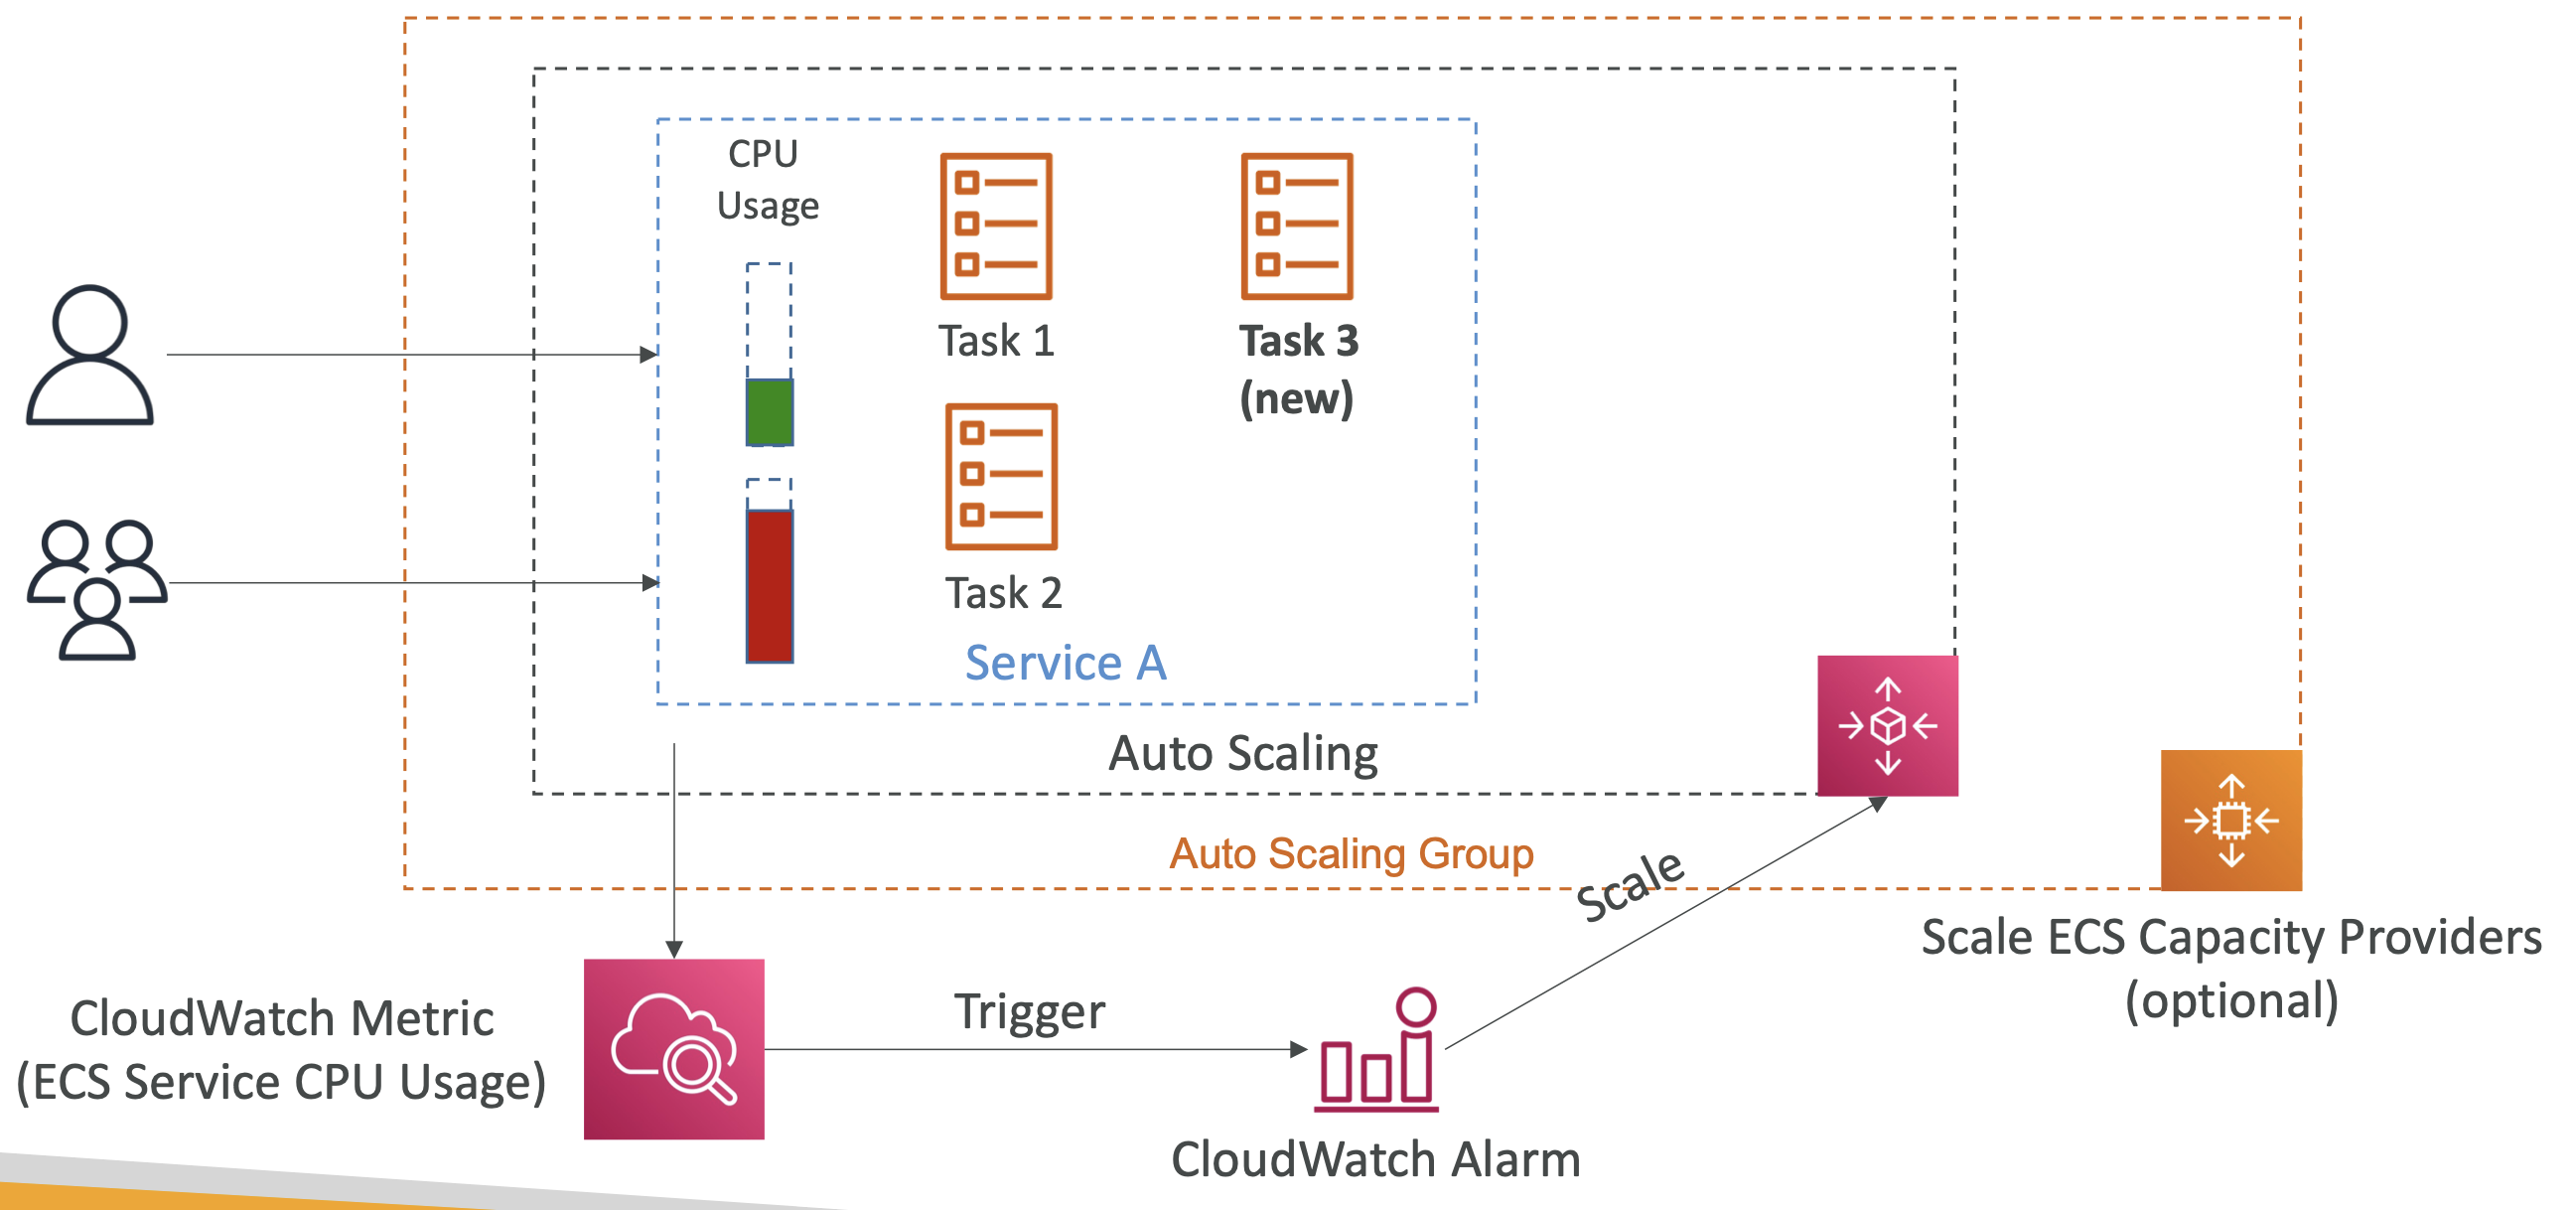 CPU
Usage
Task 1
Task 3
(new)
Task 2
Service A
Auto Scaling
Auto Scaling Group
Scale
Scale ECS Capacity Providers
(optional)
CloudWatch Metric
(ECS Service CPU Usage)
Trigger
CloudWatch Alarm